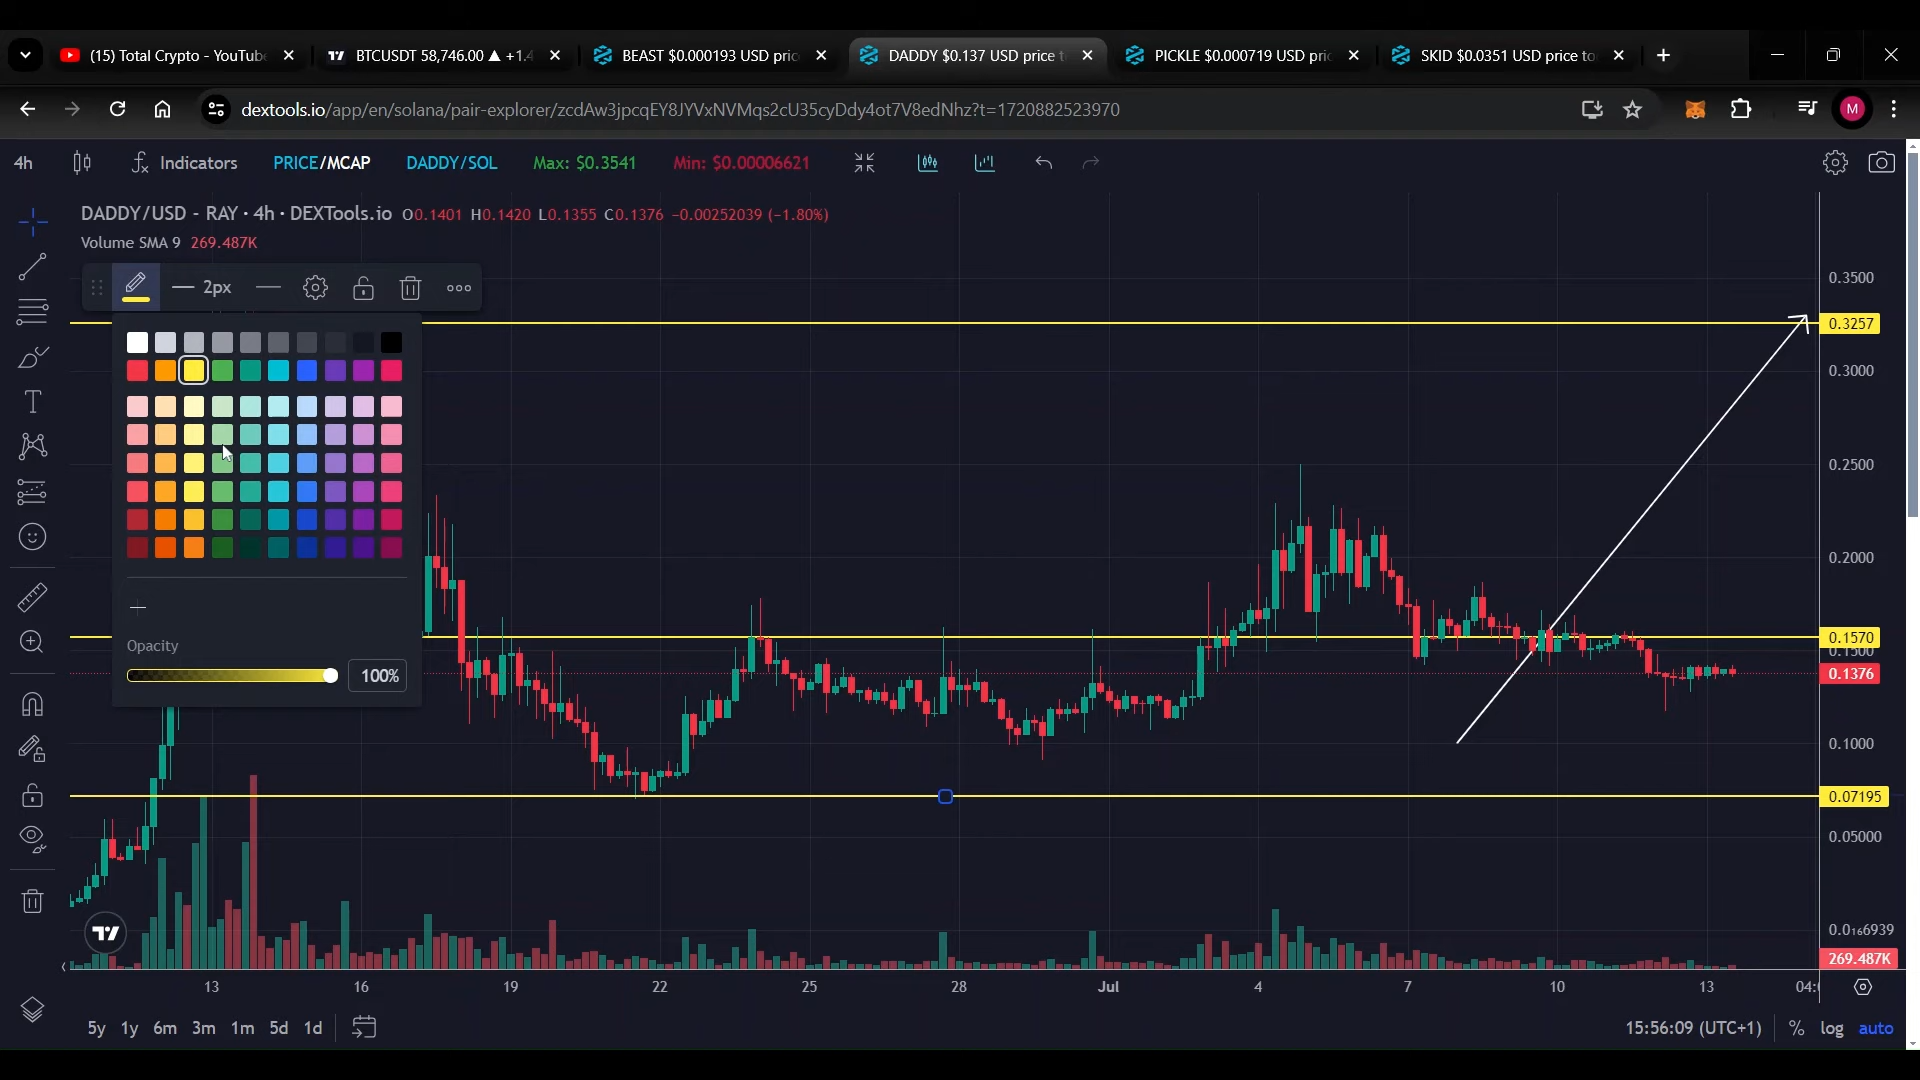 (15) Total Crypto - YouTube
BTCUSDT 58,746.00 ▲ +1.4
BEAST $0.000193 USD pric
DADDY $0.137 USD price t
PICKLE $0.000719 USD pric
SKID $0.0351 USD price to
dextools.io/app/en/solana/pair-explorer/zcdAw3jpcqEY8JYVxNVMqs2cU35cyDdy4ot7V8edNhz?t=1720882523970
M
4h Indicators PRICE/MCAP DADDY/SOL Max: $0.3541 Min: $0.00006621
DADDY/USD - RAY · 4h · DEXTools.io O0.1401 H0.1420 L0.1355 C0.1376 −0.00252039 (−1.80%)
Volume SMA 9 269.487K
2px
Opacity
100%
0.3500
0.3257
0.3000
0.2500
0.2000
0.1570
0.1500
0.1376
0.1000
0.07195
0.05000
0.0₁₆6939
269.487K
13 16 19 22 25 28 Jul 4 7 10 13 04:0
5y 1y 6m 3m 1m 5d 1d
15:56:09 (UTC+1) % log auto